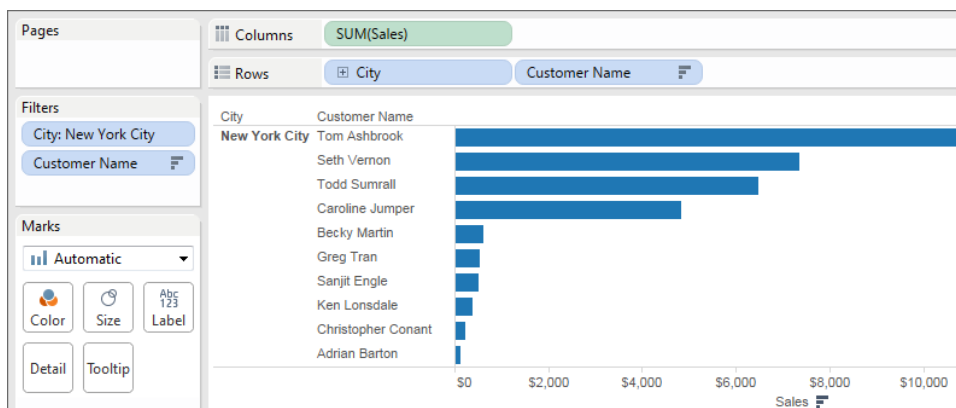 Pages
Columns
SUM(Sales)
Rows
City
Customer Name
Filters
City: New York City
Customer Name
Marks
Automatic
Color
Size
Abc
123
Label
Detail
Tooltip
City Customer Name
New York City Tom Ashbrook
Seth Vernon
Todd Sumrall
Caroline Jumper
Becky Martin
Greg Tran
Sanjit Engle
Ken Lonsdale
Christopher Conant
Adrian Barton
$0 $2,000 $4,000 $6,000 $8,000 $10,000
Sales